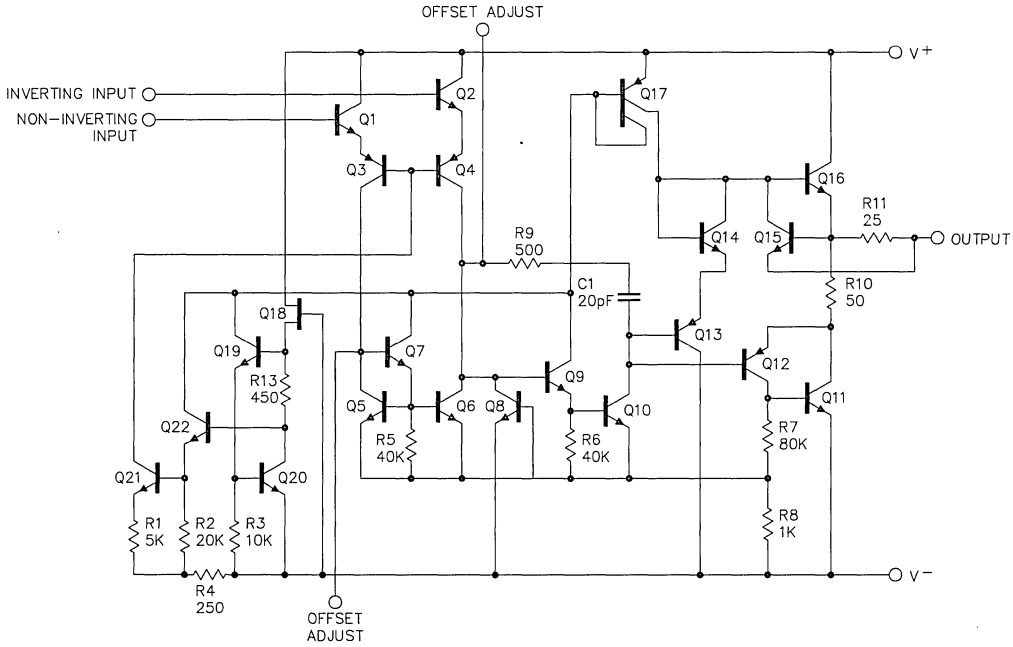 OFFSET ADJUST
V+
INVERTING INPUT
Q2
Q17
NON-INVERTING
INPUT
Q1
Q3
Q4
Q16
R11
25
R9
500
Q14
Q15
OUTPUT
C1
20pF
R10
50
Q18
Q13
Q19
Q7
Q12
R13
450
Q9
Q5
Q6
Q8
Q10
Q11
Q22
R5
40K
R6
40K
R7
80K
Q21
Q20
R1
5K
R2
20K
R3
10K
R8
1K
V-
R4
250
OFFSET
ADJUST